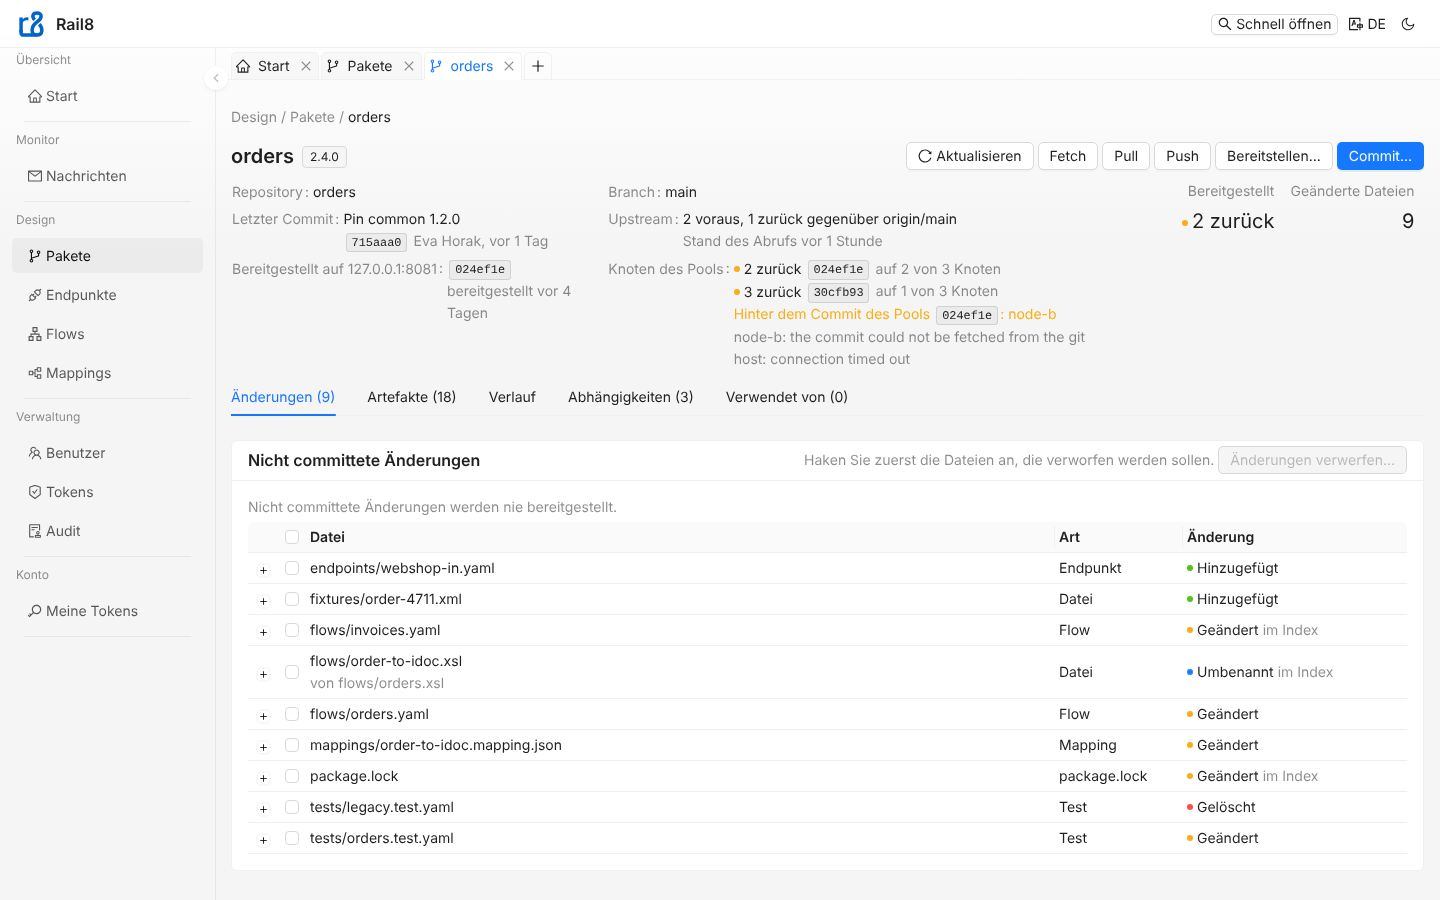 r8 Rail8
Schnell öffnen
DE
Übersicht
Start
Monitor
Nachrichten
Design
Pakete
Endpunkte
Flows
Mappings
Verwaltung
Benutzer
Tokens
Audit
Konto
Meine Tokens
Start
Pakete
orders
Design / Pakete / orders
orders 2.4.0
Aktualisieren
Fetch
Pull
Push
Bereitstellen...
Commit...
Repository: orders
Letzter Commit: Pin common 1.2.0
715aaa0 Eva Horak, vor 1 Tag
Bereitgestellt auf 127.0.0.1:8081: 024ef1e
bereitgestellt vor 4
Tagen
Branch: main
Upstream: 2 voraus, 1 zurück gegenüber origin/main
Stand des Abrufs vor 1 Stunde
Knoten des Pools: 2 zurück 024ef1e auf 2 von 3 Knoten
3 zurück 30cfb93 auf 1 von 3 Knoten
Hinter dem Commit des Pools 024ef1e: node-b
node-b: the commit could not be fetched from the git
host: connection timed out
Bereitgestellt
2 zurück
Geänderte Dateien
9
Änderungen (9)
Artefakte (18)
Verlauf
Abhängigkeiten (3)
Verwendet von (0)
Nicht committete Änderungen
Haken Sie zuerst die Dateien an, die verworfen werden sollen.
Änderungen verwerfen...
Nicht committete Änderungen werden nie bereitgestellt.
Datei Art Änderung
+ endpoints/webshop-in.yaml Endpunkt Hinzugefügt
+ fixtures/order-4711.xml Datei Hinzugefügt
+ flows/invoices.yaml Flow Geändert im Index
+ flows/order-to-idoc.xsl Datei Umbenannt im Index
von flows/orders.xsl
+ flows/orders.yaml Flow Geändert
+ mappings/order-to-idoc.mapping.json Mapping Geändert
+ package.lock package.lock Geändert im Index
+ tests/legacy.test.yaml Test Gelöscht
+ tests/orders.test.yaml Test Geändert